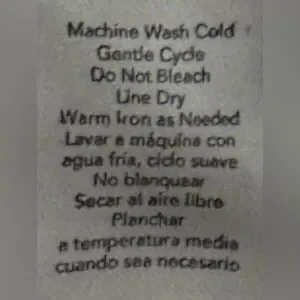 Machine Wash Cold
Gentle Cycle
Do Not Bleach
Line Dry
Warm Iron as Needed
Lavar a máquina con
agua fria, ciclo suave
No blanquear
Secar al aire libre
Planchar
a temperatura media
cuando sea necesario